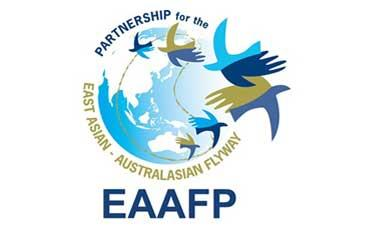 PARTNERSHIP for the
EAST ASIAN - AUSTRALASIAN FLYWAY
EAAFP